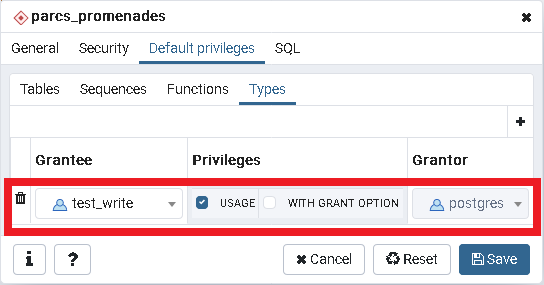 parcs_promenades
General Security Default privileges SQL
Tables Sequences Functions Types
Grantee Privileges Grantor
test_write USAGE WITH GRANT OPTION postgres
i ? Cancel Reset Save